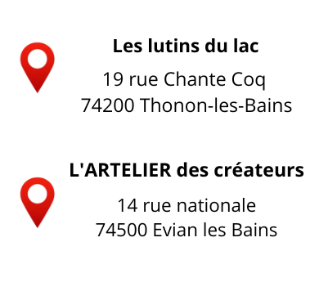 Les lutins du lac
19 rue Chante Coq
74200 Thonon-les-Bains
L'ARTELIER des créateurs
14 rue nationale
74500 Evian les Bains